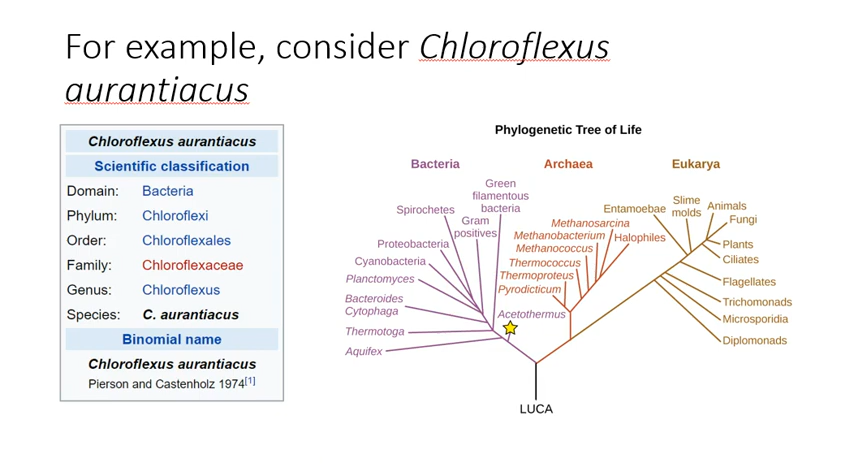 For example, consider Chloroflexus
aurantiacus
Chloroflexus aurantiacus
Scientific classification
Domain: Bacteria
Phylum: Chloroflexi
Order: Chloroflexales
Family: Chloroflexaceae
Genus: Chloroflexus
Species: C. aurantiacus
Binomial name
Chloroflexus aurantiacus
Pierson and Castenholz 1974[1]
Phylogenetic Tree of Life
Bacteria
Archaea
Eukarya
Green
filamentous
bacteria
Spirochetes
Gram
positives
Proteobacteria
Cyanobacteria
Planctomyces
Bacteroides
Cytophaga
Thermotoga
Aquifex
Acetothermus
Methanosarcina
Methanobacterium
Halophiles
Methanococcus
Thermococcus
Thermoproteus
Pyrodicticum
Entamoebae
Slime
molds
Animals
Fungi
Plants
Ciliates
Flagellates
Trichomonads
Microsporidia
Diplomonads
LUCA